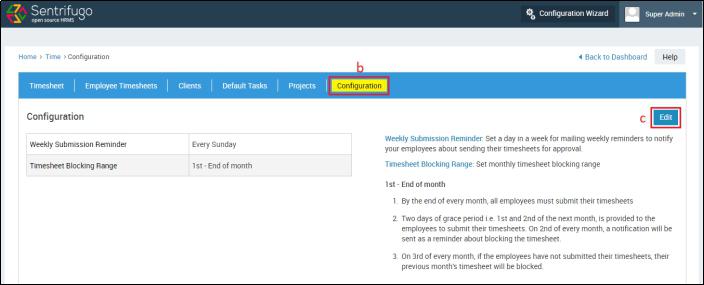 Sentrifugo
open source HRMS
Configuration Wizard
Super Admin
Home > Time > Configuration
Back to Dashboard
Help
b
Timesheet
Employee Timesheets
Clients
Default Tasks
Projects
Configuration
Configuration
c
Edit
Weekly Submission Reminder
Every Sunday
Timesheet Blocking Range
1st - End of month
Weekly Submission Reminder: Set a day in a week for mailing weekly reminders to notify
your employees about sending their timesheets for approval.
Timesheet Blocking Range: Set monthly timesheet blocking range
1st - End of month
1. By the end of every month, all employees must submit their timesheets
2. Two days of grace period i.e. 1st and 2nd of the next month, is provided to the
employees to submit their timesheets. On 2nd of every month, a notification will be
sent as a reminder about blocking the timesheet.
3. On 3rd of every month, if the employees have not submitted their timesheets, their
previous month's timesheet will be blocked.